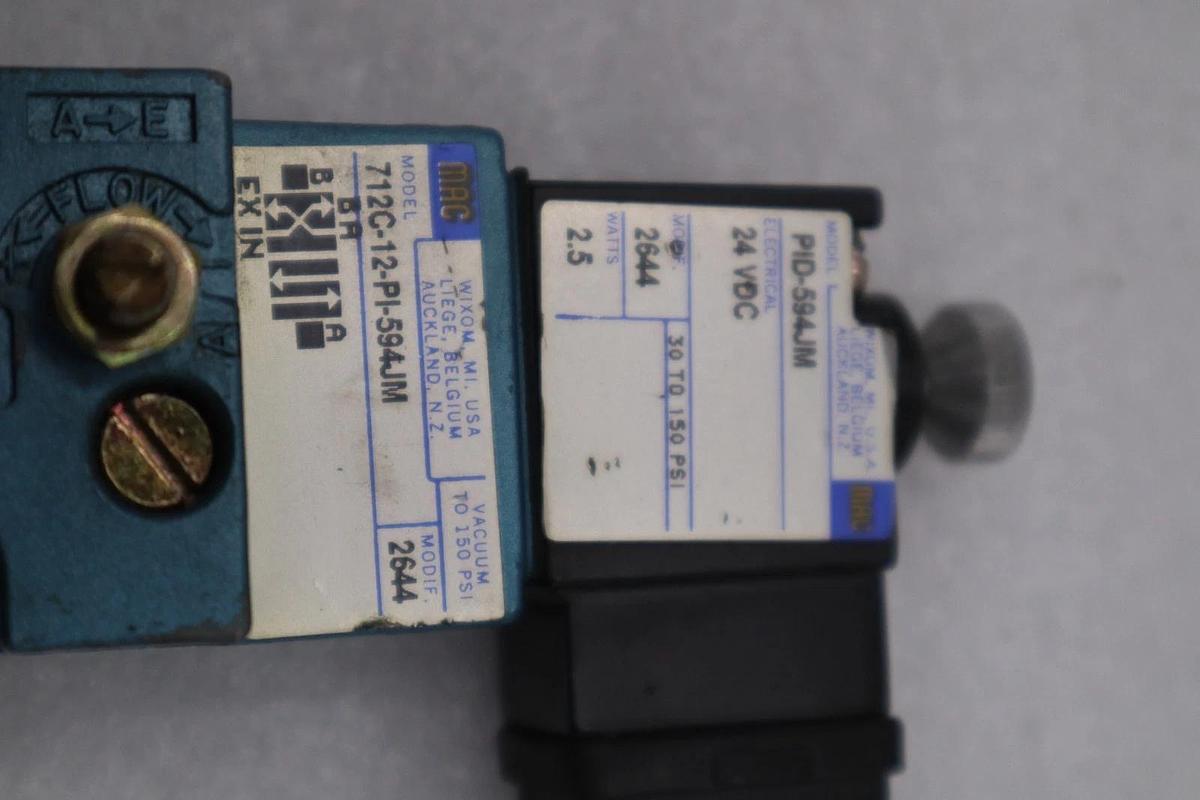 A→E
FLOW
MAC
WIXOM, MI. USA
LIEGE, BELGIUM
AUCKLAND, N.Z.
VACUUM
TO 150 PSI
MODEL
712C-12-PI-594JM
MODIF.
2644
B A
B
A
EX IN
MAC
WIXOM, MI. U.S.A.
LIEGE, BELGIUM
AUCKLAND, N.Z.
MODEL
PID-594JM
ELECTRICAL
24 VDC
MODIF.
2644
30 TO 150 PSI
WATTS
2.5